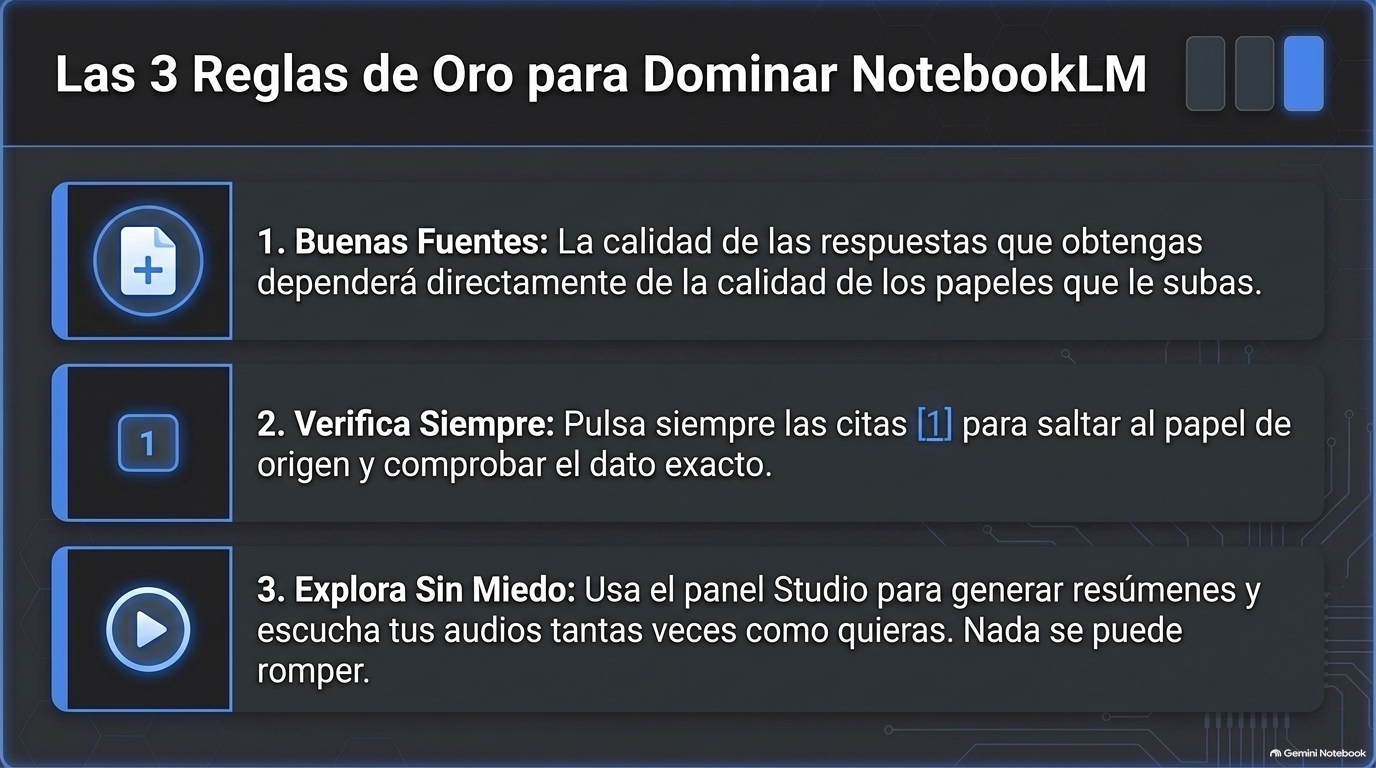 Las 3 Reglas de Oro para Dominar NotebookLM
1. Buenas Fuentes: La calidad de las respuestas que obtengas
dependerá directamente de la calidad de los papeles que le subas.
1
2. Verifica Siempre: Pulsa siempre las citas [1] para saltar al papel de
origen y comprobar el dato exacto.
3. Explora Sin Miedo: Usa el panel Studio para generar resúmenes y
escucha tus audios tantas veces como quieras. Nada se puede
romper.
Gemini Notebook